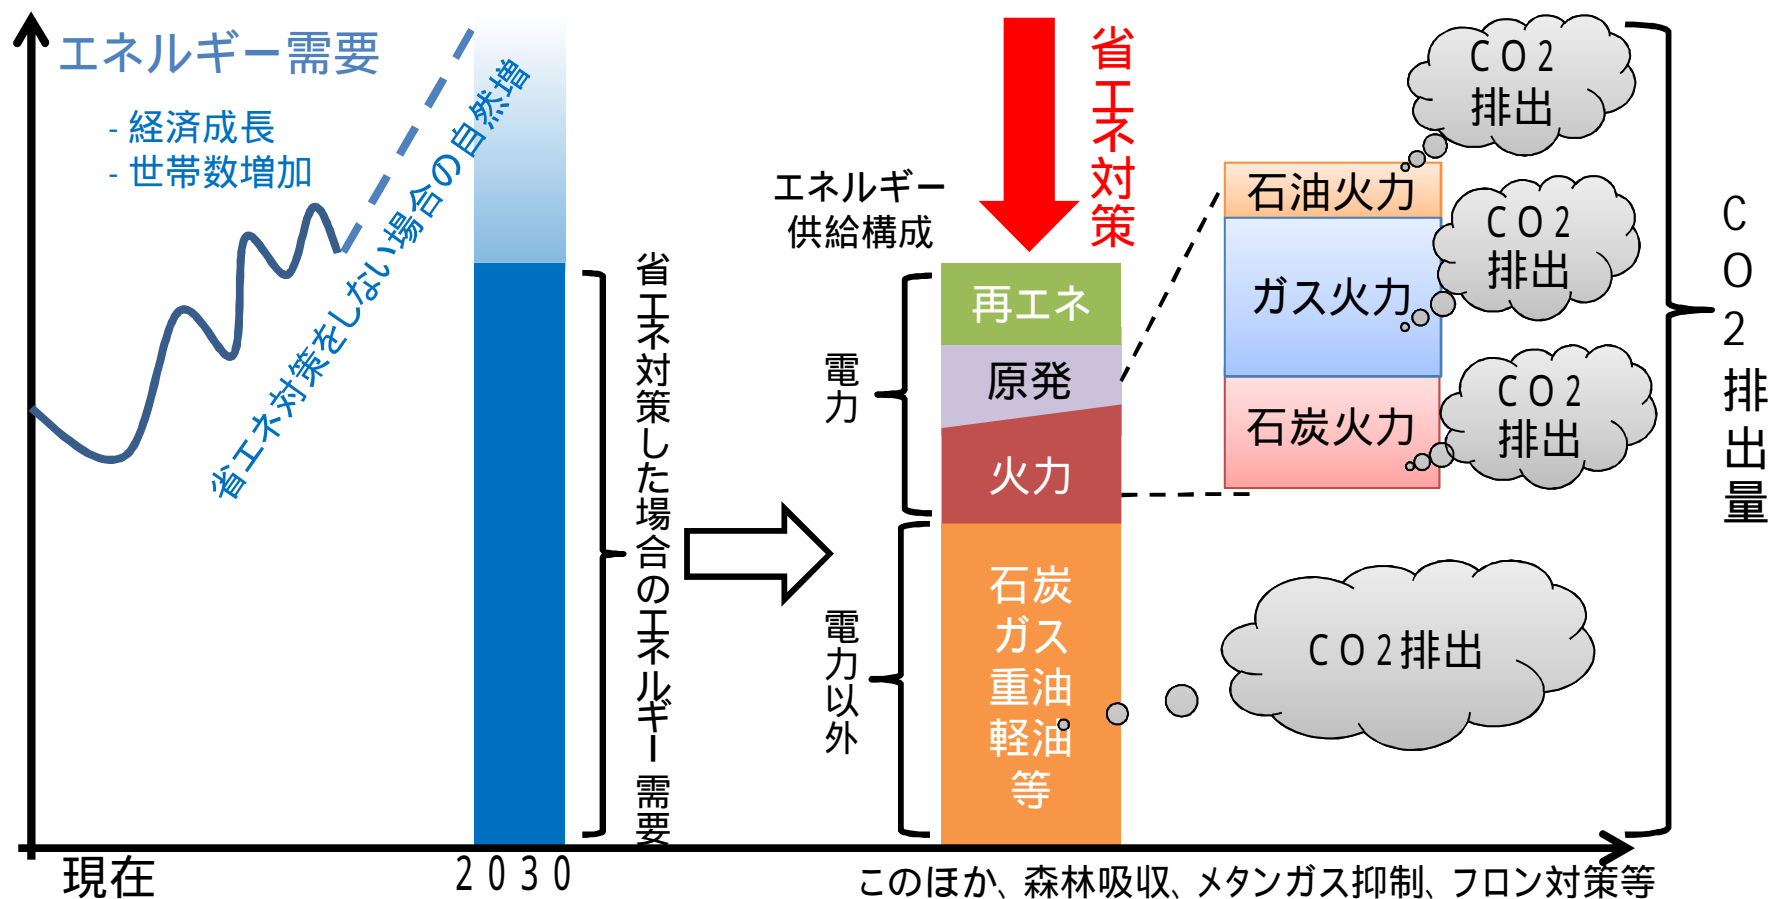 エネルギー需要
- 経済成長
- 世帯数増加
省エネ対策をしない場合の自然増
省エネ対策した場合のエネルギー需要
現在
2030
省エネ対策
エネルギー
供給構成
電力
電力以外
再エネ
原発
火力
石炭
ガス
重油
軽油
等
石油火力
ガス火力
石炭火力
CO2
排出
CO2
排出
CO2
排出
CO2排出
CO2排出量
このほか、森林吸収、メタンガス抑制、フロン対策等